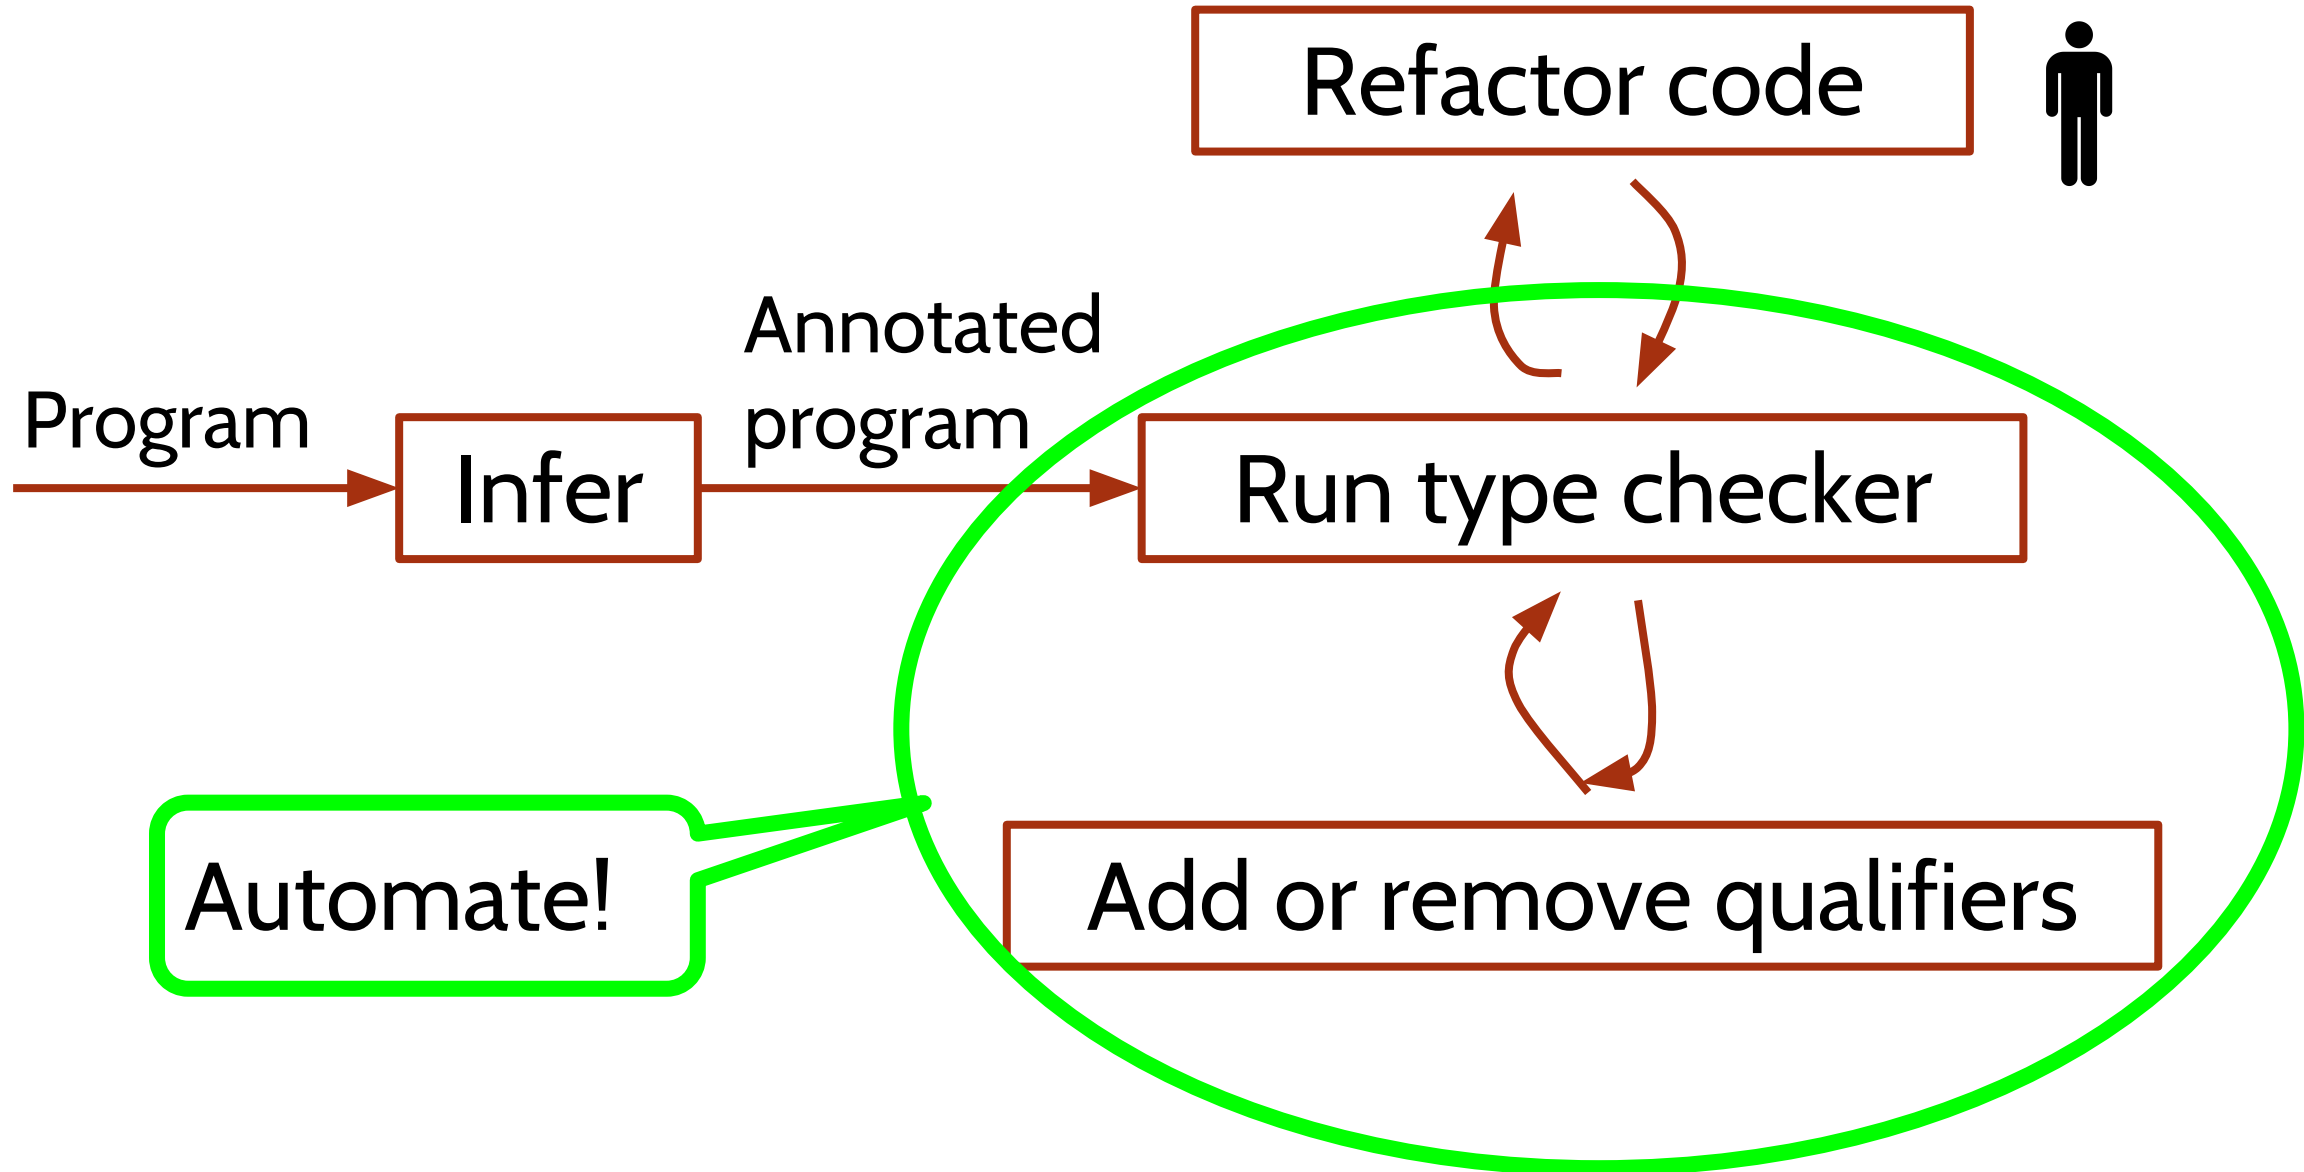 Refactor code
Annotated
program
Program
Infer
Run type checker
Automate!
Add or remove qualifiers